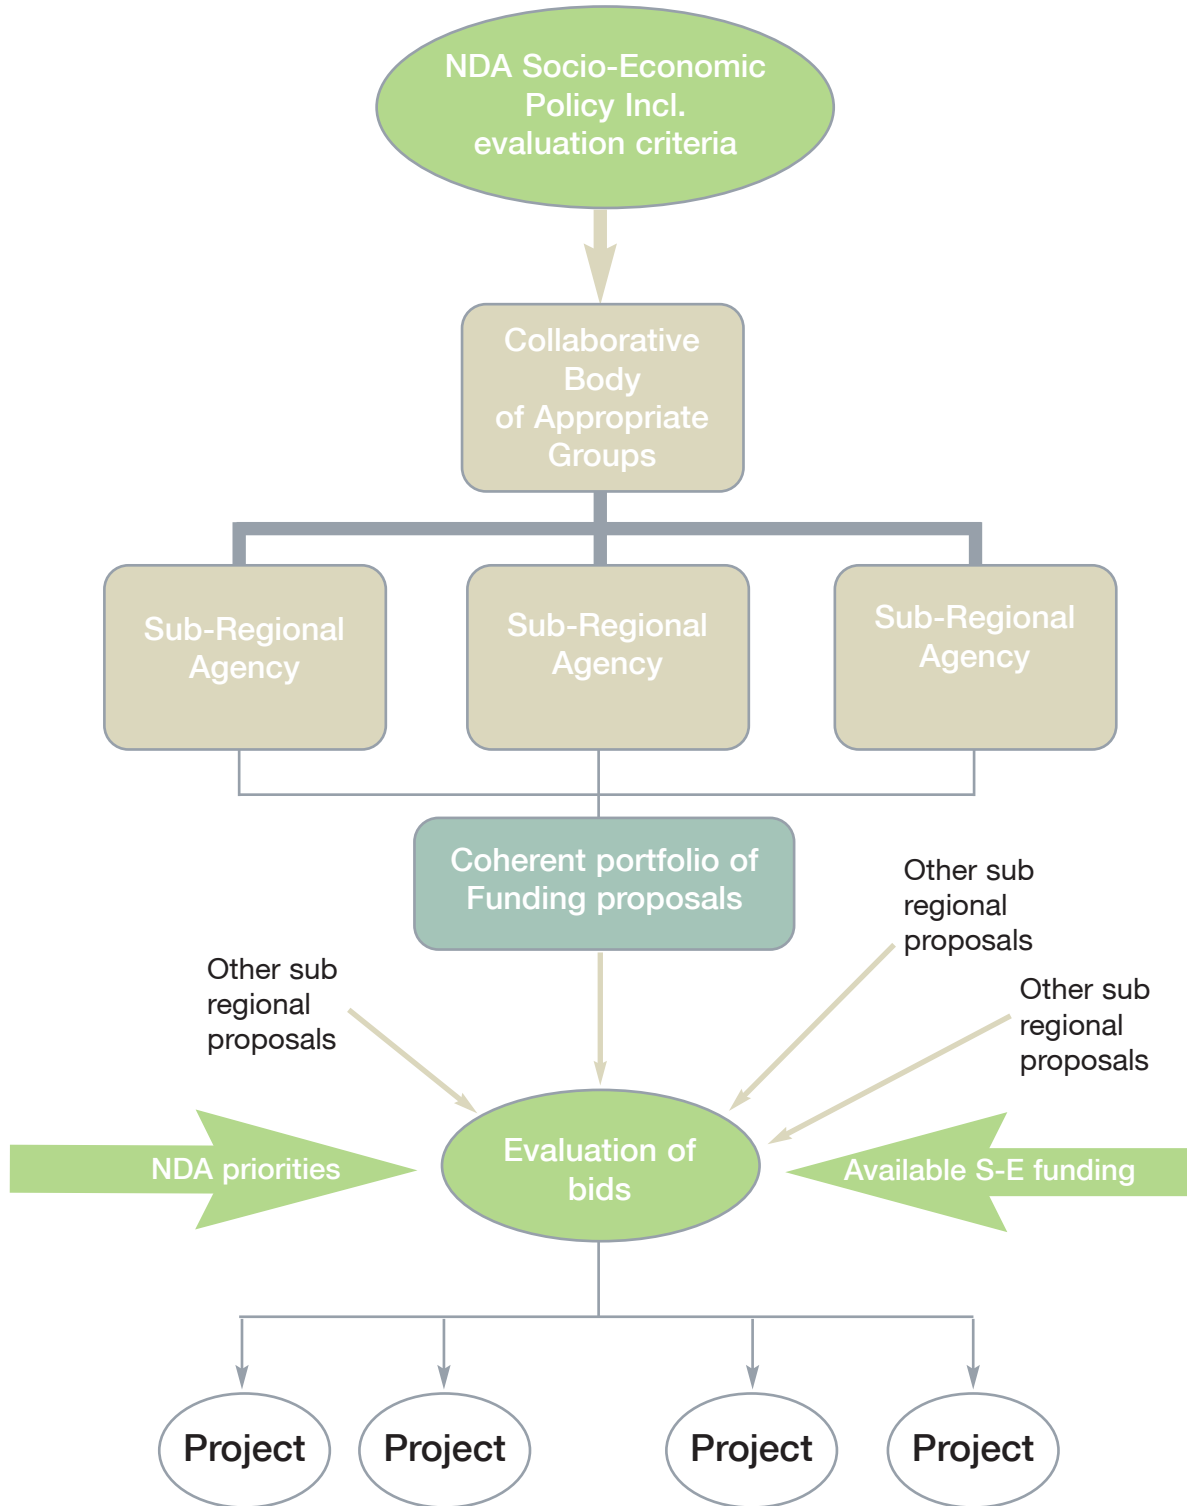 NDA Socio-Economic
Policy Incl.
evaluation criteria
Collaborative
Body
of Appropriate
Groups
Sub-Regional
Agency
Sub-Regional
Agency
Sub-Regional
Agency
Coherent portfolio of
Funding proposals
Other sub
regional
proposals
Other sub
regional
proposals
Other sub
regional
proposals
NDA priorities
Evaluation of
bids
Available S-E funding
Project
Project
Project
Project